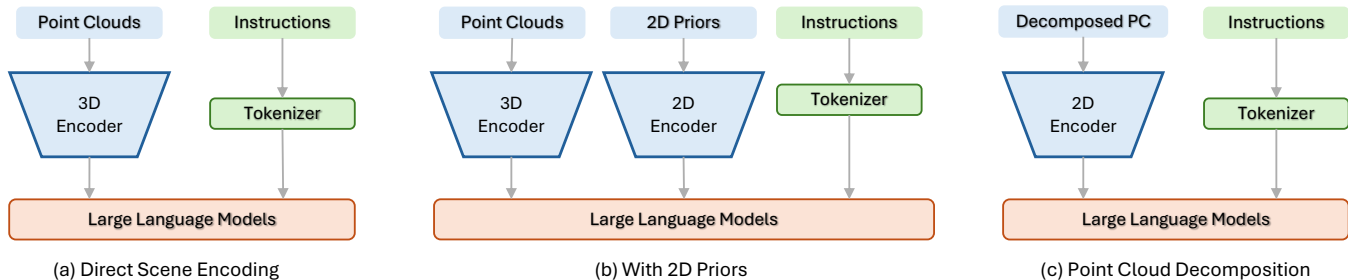 Point Clouds
Instructions
3D
Encoder
Tokenizer
Large Language Models
(a) Direct Scene Encoding
Point Clouds
2D Priors
Instructions
3D
Encoder
2D
Encoder
Tokenizer
Large Language Models
(b) With 2D Priors
Decomposed PC
Instructions
2D
Encoder
Tokenizer
Large Language Models
(c) Point Cloud Decomposition